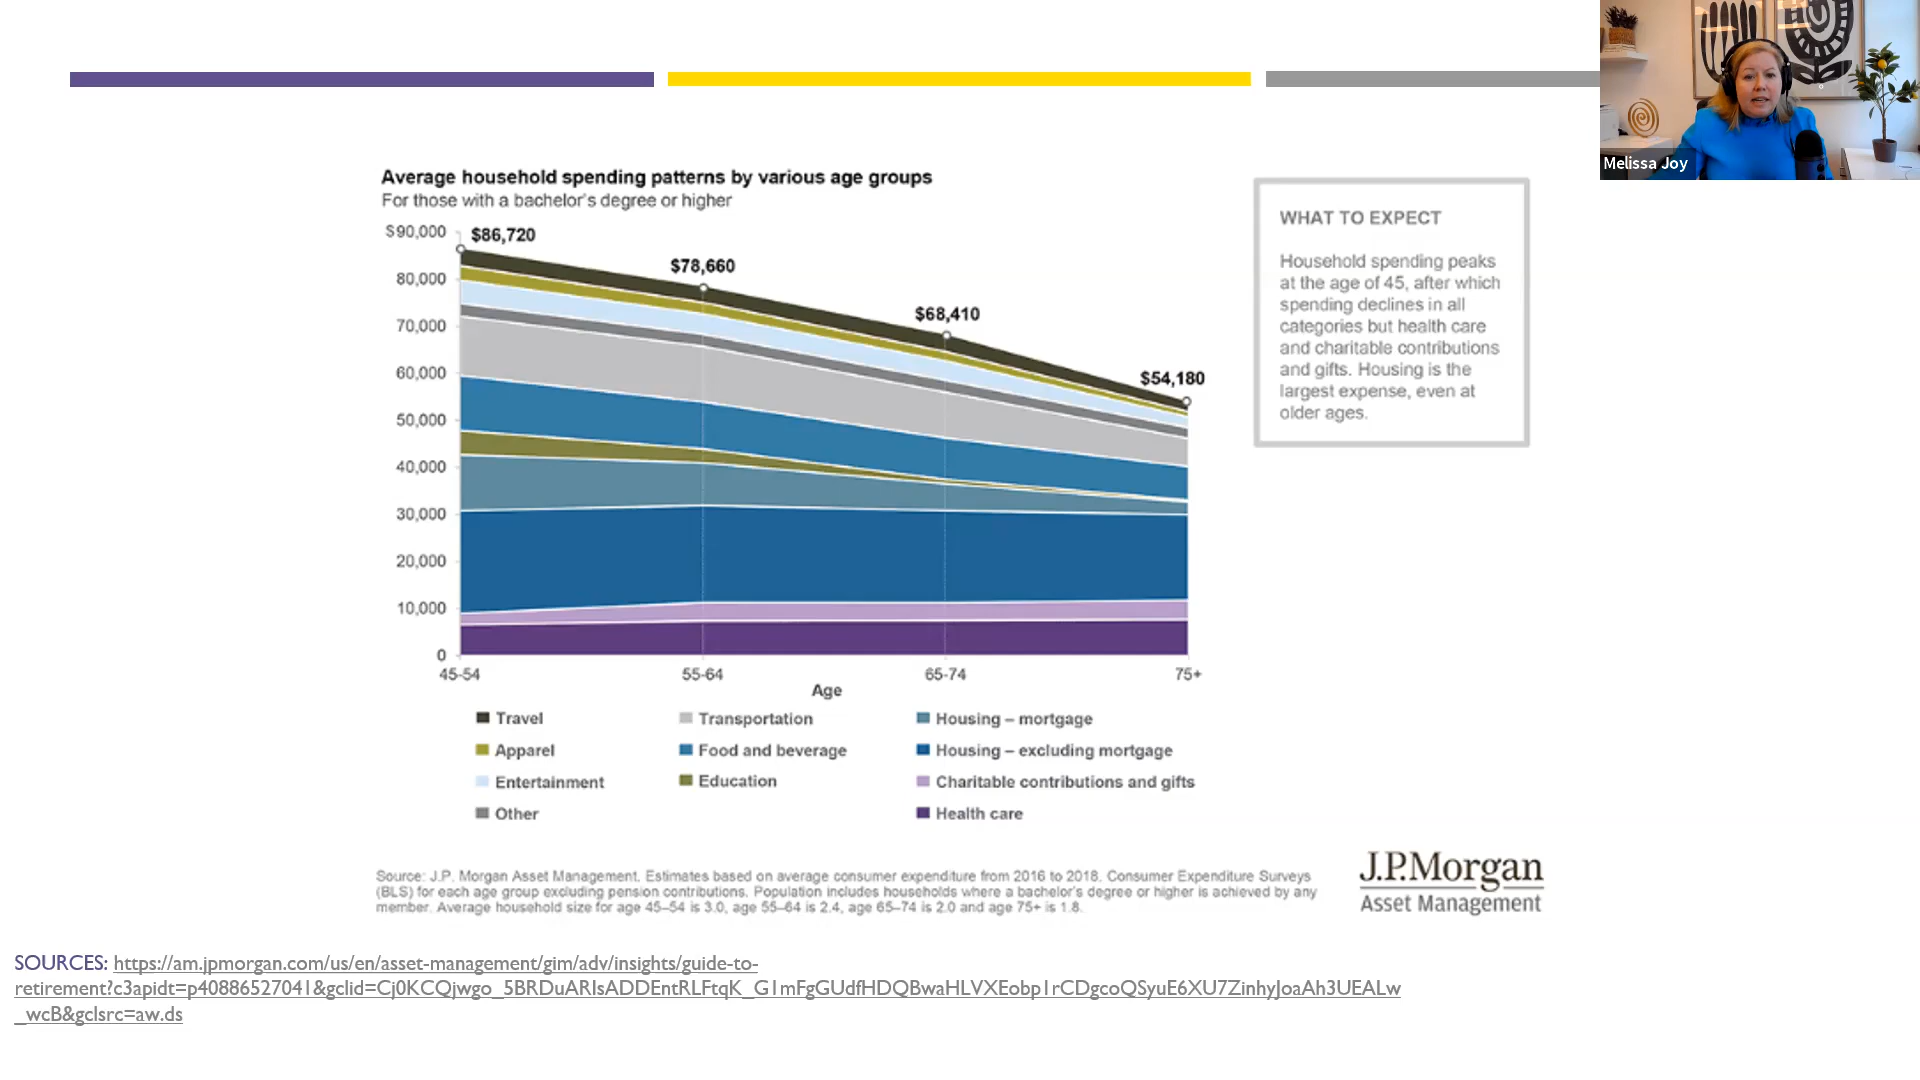 Melissa Joy
Average household spending patterns by various age groups
For those with a bachelor's degree or higher
$90,000
80,000
70,000
60,000
50,000
40,000
30,000
20,000
10,000
0
$86,720
$78,660
$68,410
$54,180
45-54
55-64
65-74
75+
Age
Travel
Apparel
Entertainment
Other
Transportation
Food and beverage
Education
Housing – mortgage
Housing – excluding mortgage
Charitable contributions and gifts
Health care
WHAT TO EXPECT
Household spending peaks
at the age of 45, after which
spending declines in all
categories but health care
and charitable contributions
and gifts. Housing is the
largest expense, even at
older ages.
Source: J.P. Morgan Asset Management. Estimates based on average consumer expenditure from 2016 to 2018. Consumer Expenditure Surveys
(BLS) for each age group excluding pension contributions. Population includes households where a bachelor's degree or higher is achieved by any
member. Average household size for age 45–54 is 3.0, age 55–64 is 2.4, age 65–74 is 2.0 and age 75+ is 1.8.
J.P.Morgan
Asset Management
SOURCES: https://am.jpmorgan.com/us/en/asset-management/gim/adv/insights/guide-to-
retirement?c3apidt=p40886527041&gclid=Cj0KCQjwgo_5BRDuARIsADDEntRLFtqK_G1mFgGUdfHDQBwaHLVXEobp1rCDgcoQSyuE6XU7ZinhyJoaAh3UEALw
_wcB&gclsrc=aw.ds